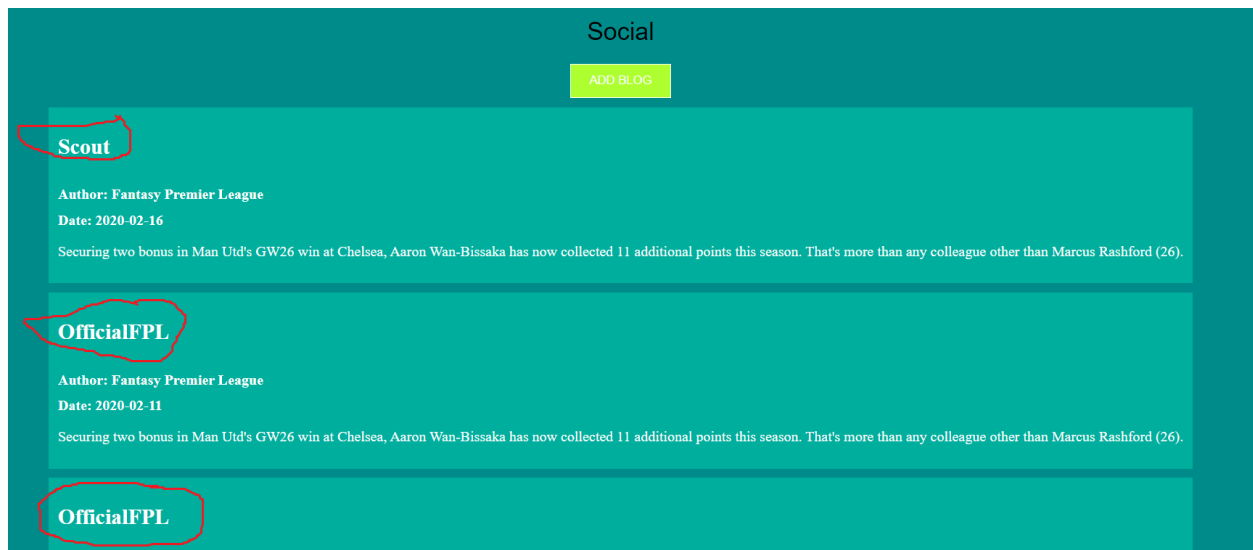 Social
ADD BLOG
Scout
Author: Fantasy Premier League
Date: 2020-02-16
Securing two bonus in Man Utd's GW26 win at Chelsea, Aaron Wan-Bissaka has now collected 11 additional points this season. That's more than any colleague other than Marcus Rashford (26).
OfficialFPL
Author: Fantasy Premier League
Date: 2020-02-11
Securing two bonus in Man Utd's GW26 win at Chelsea, Aaron Wan-Bissaka has now collected 11 additional points this season. That's more than any colleague other than Marcus Rashford (26).
OfficialFPL